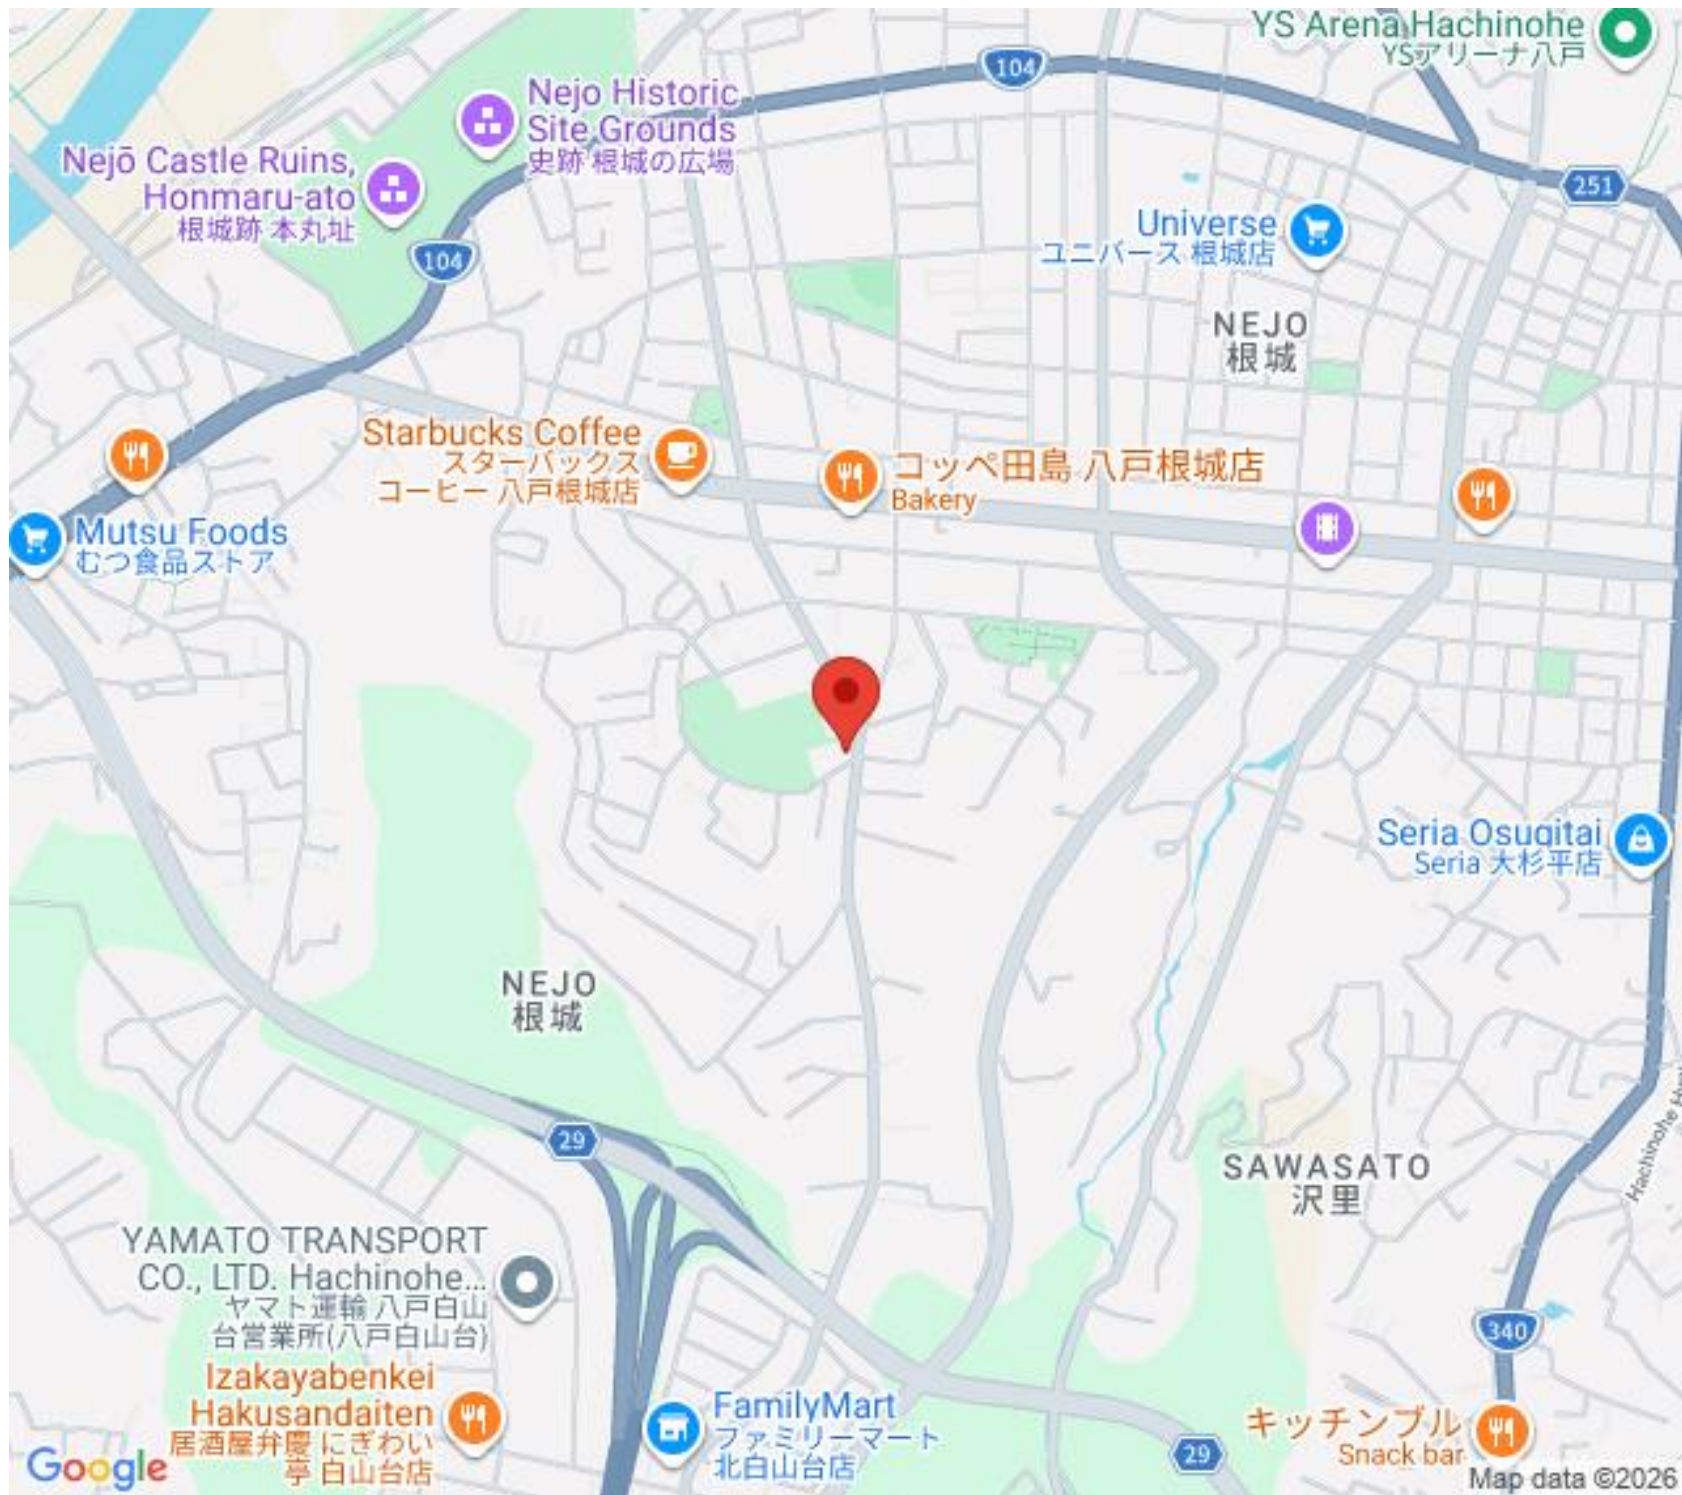 YS Arena Hachinohe
YSアリーナ八戸
104
Nejo Historic
Site Grounds
史跡 根城の広場
Nejō Castle Ruins,
Honmaru-ato
根城跡 本丸址
251
Universe
ユニバース 根城店
104
NEJO
根城
Starbucks Coffee
スターバックス
コーヒー 八戸根城店
コッペ田島 八戸根城店
Bakery
Mutsu Foods
むつ食品ストア
Seria Osugitai
Seria 大杉平店
NEJO
根城
29
SAWASATO
沢里
Hachinohe
YAMATO TRANSPORT
CO., LTD. Hachinohe...
ヤマト運輸 八戸白山
台営業所(八戸白山台)
340
Izakayabenkei
Hakusandaiten
居酒屋弁慶 にぎわい
亭 白山台店
FamilyMart
ファミリーマート
北白山台店
キッチンブル
Snack bar
29
Google
Map data ©2026